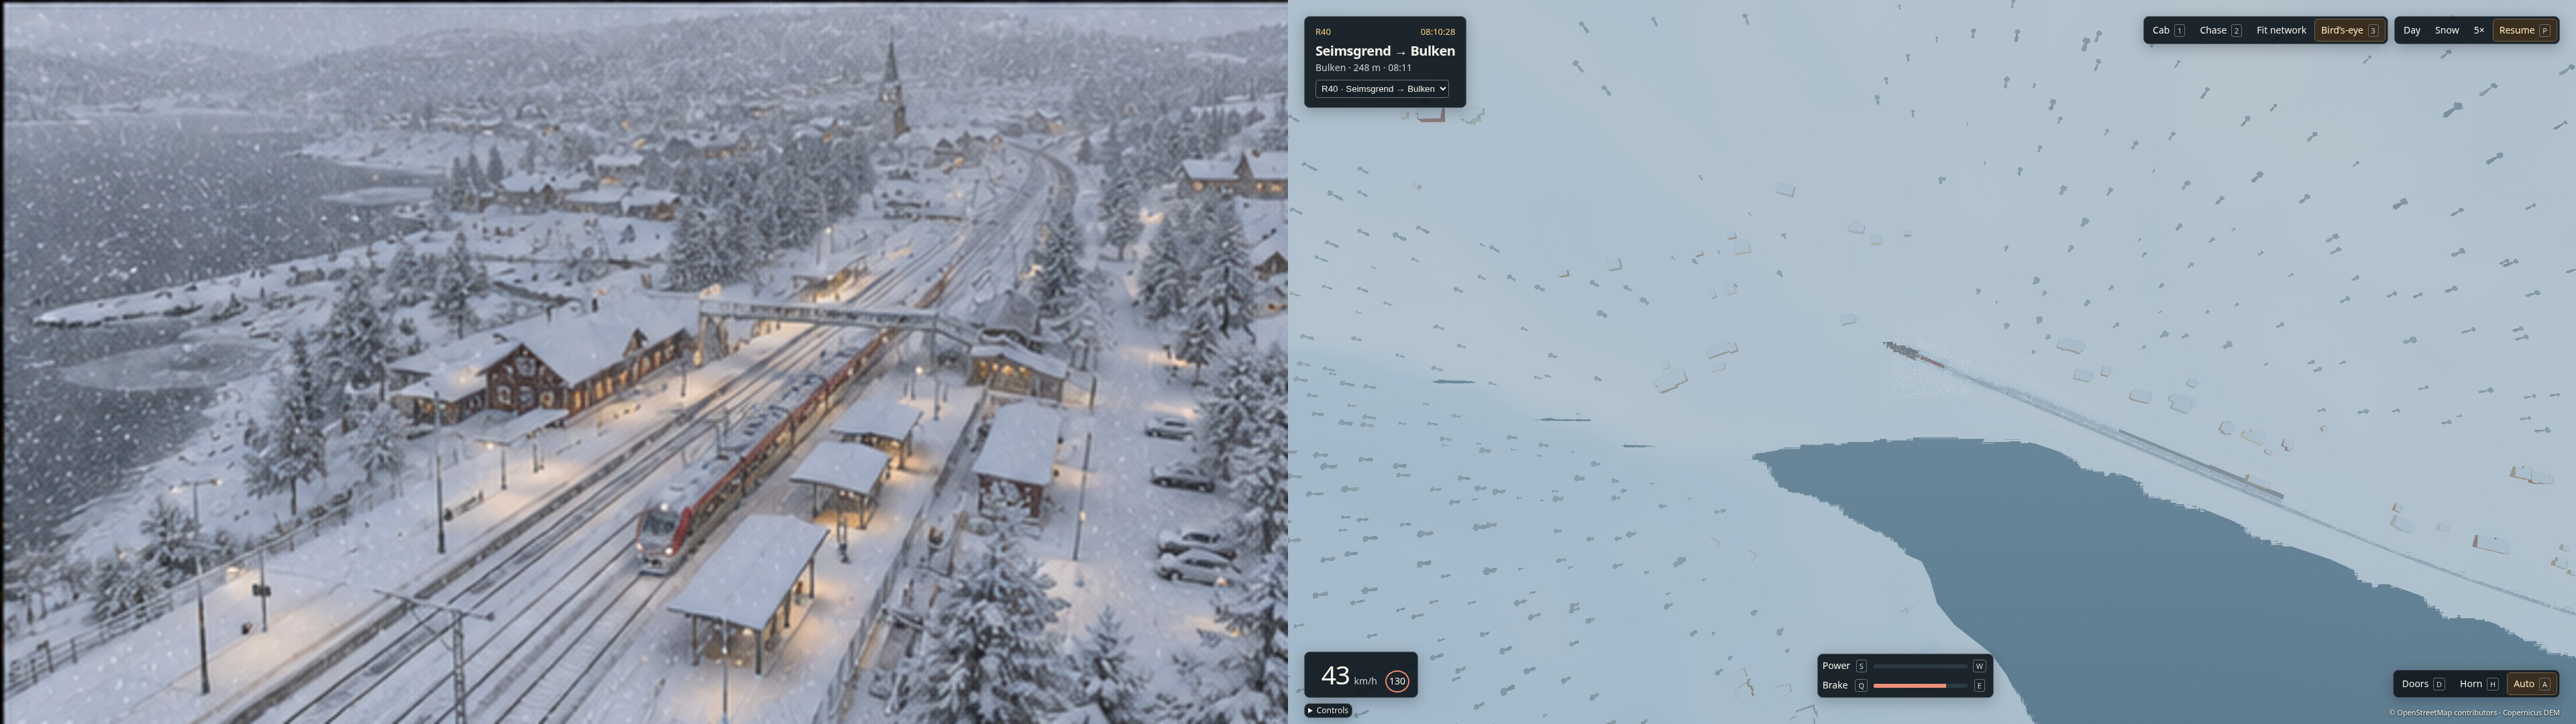 R40 08:10:28
Seimsgrend → Bulken
Bulken · 248 m · 08:11
R40 · Seimsgrend → Bulken
Cab 1 Chase 2 Fit network Bird's-eye 3 Day Snow 5× Resume P
43 km/h 130
Controls
Power S W
Brake Q E
Doors D Horn H Auto A
© OpenStreetMap contributors · Copernicus DEM